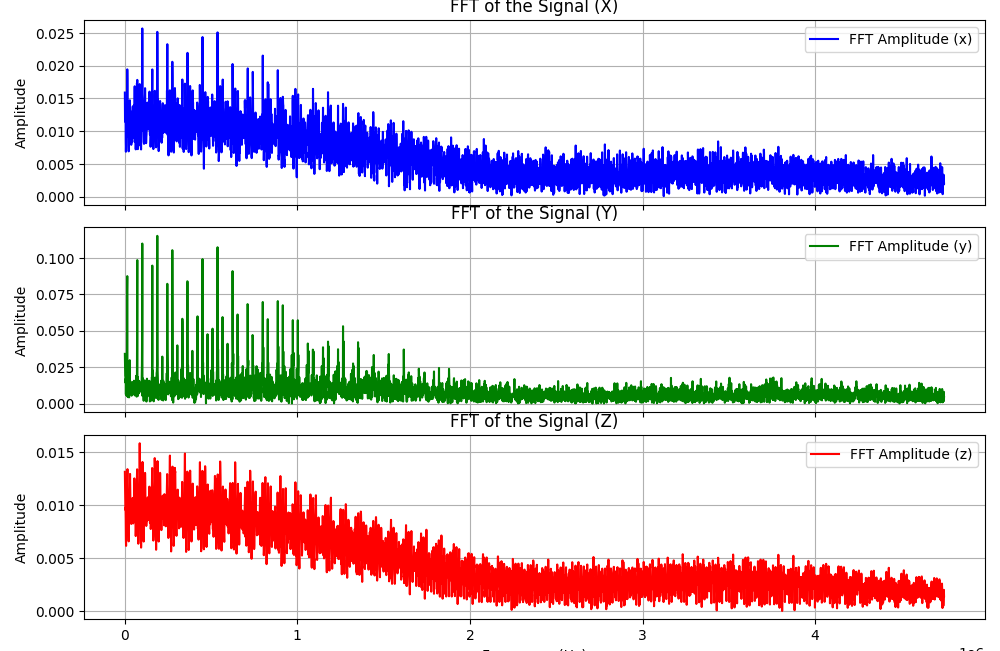 FFT of the Signal (X)
0.025
0.020
0.015
0.010
0.005
0.000
Amplitude
FFT Amplitude (x)
FFT of the Signal (Y)
0.100
0.075
0.050
0.025
0.000
Amplitude
FFT Amplitude (y)
FFT of the Signal (Z)
0.015
0.010
0.005
0.000
Amplitude
FFT Amplitude (z)
0 1 2 3 4